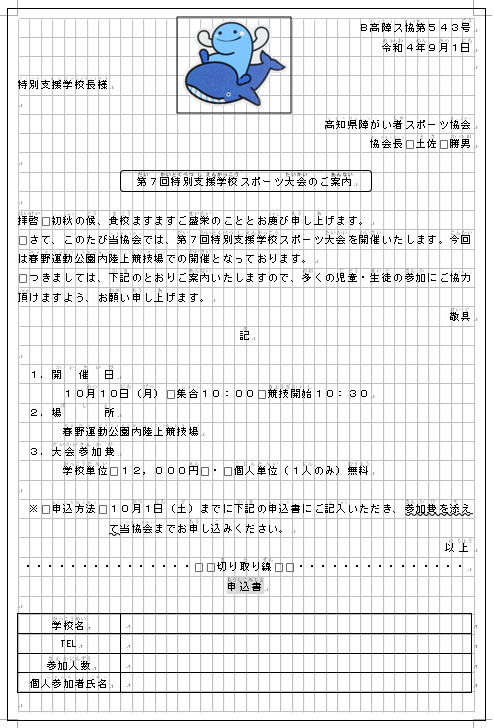 Ｂ高障ス協第５４３号
令和４年９月１日
特別支援学校長様
高知県障がい者スポーツ協会
協会長□土佐□勝男
第７回特別支援学校スポーツ大会のご案内
拝啓□初秋の候、貴校ますますご盛栄のこととお慶び申し上げます。
□さて、このたび当協会では、第７回特別支援学校スポーツ大会を開催いたします。今回
は春野運動公園内陸上競技場での開催となっております。
□つきましては、下記のとおりご案内いたしますので、多くの児童・生徒の参加にご協力
頂けますよう、お願い申し上げます。
敬具
記
１．開　催　日
１０月１０日（月）□集合１０：００□競技開始１０：３０
２．場　　　所
春野運動公園内陸上競技場
３．大会参加費
学校単位□１２，０００円□・□個人単位（１人のみ）無料
※□申込方法□１０月１日（土）までに下記の申込書にご記入いただき、参加費を添え
て当協会までお申し込みください。
以上
・・・・・・・・・・・・・・・□□切り取り線□□・・・・・・・・・・・・・・・
申込書
学校名
TEL
参加人数
個人参加者氏名